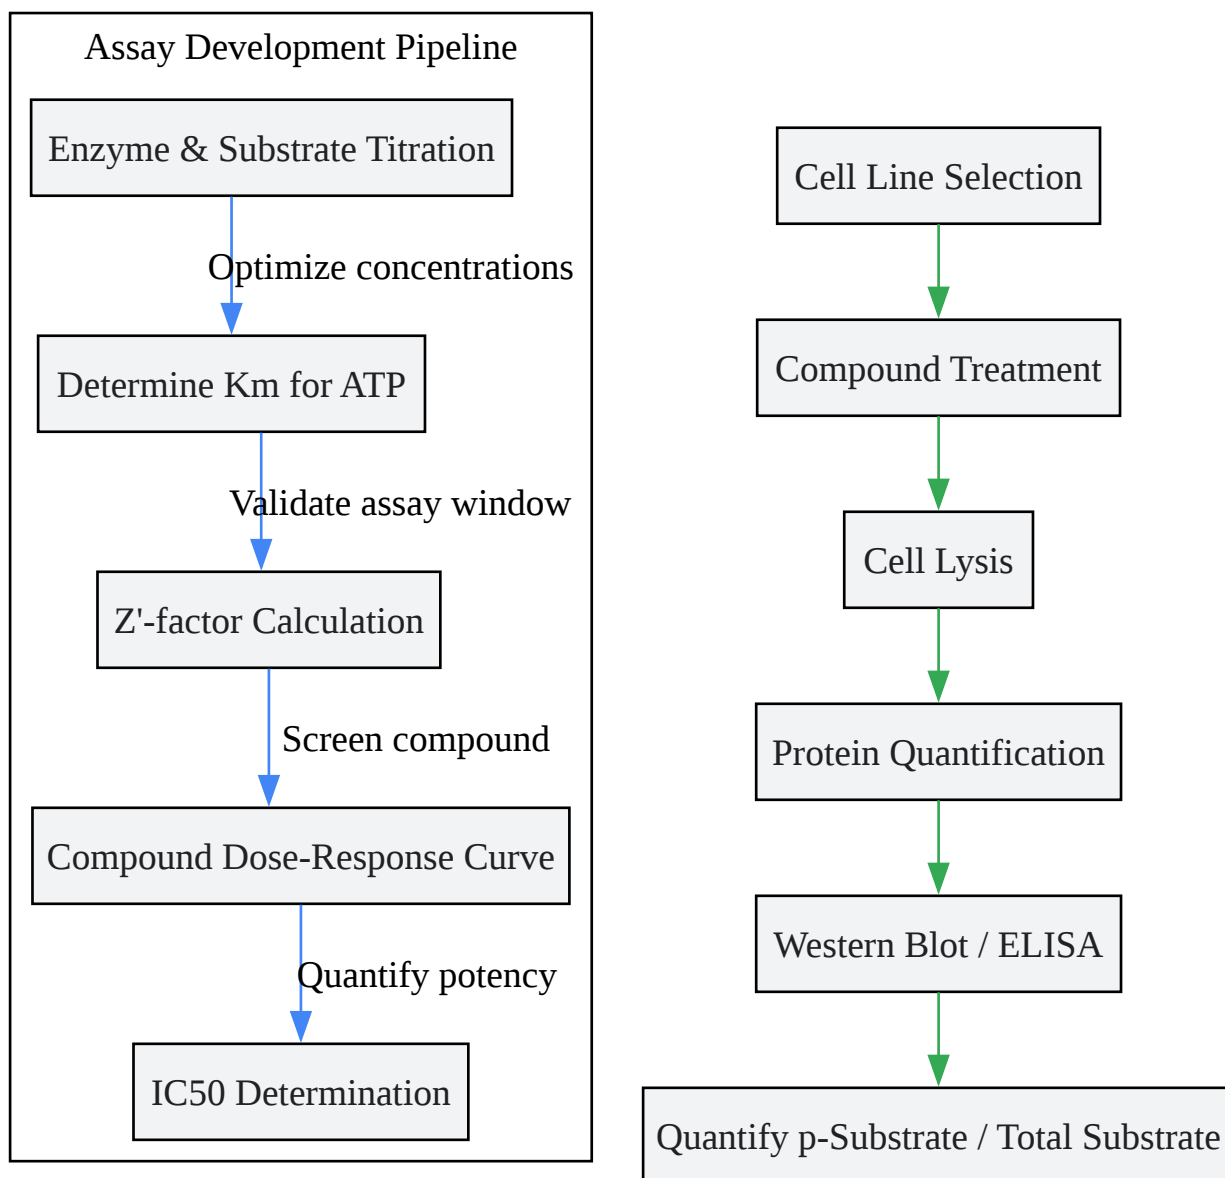 Assay Development Pipeline
Enzyme & Substrate Titration
Optimize concentrations
Determine Km for ATP
Validate assay window
Z'-factor Calculation
Screen compound
Compound Dose-Response Curve
Quantify potency
IC50 Determination
Cell Line Selection
Compound Treatment
Cell Lysis
Protein Quantification
Western Blot / ELISA
Quantify p-Substrate / Total Substrate